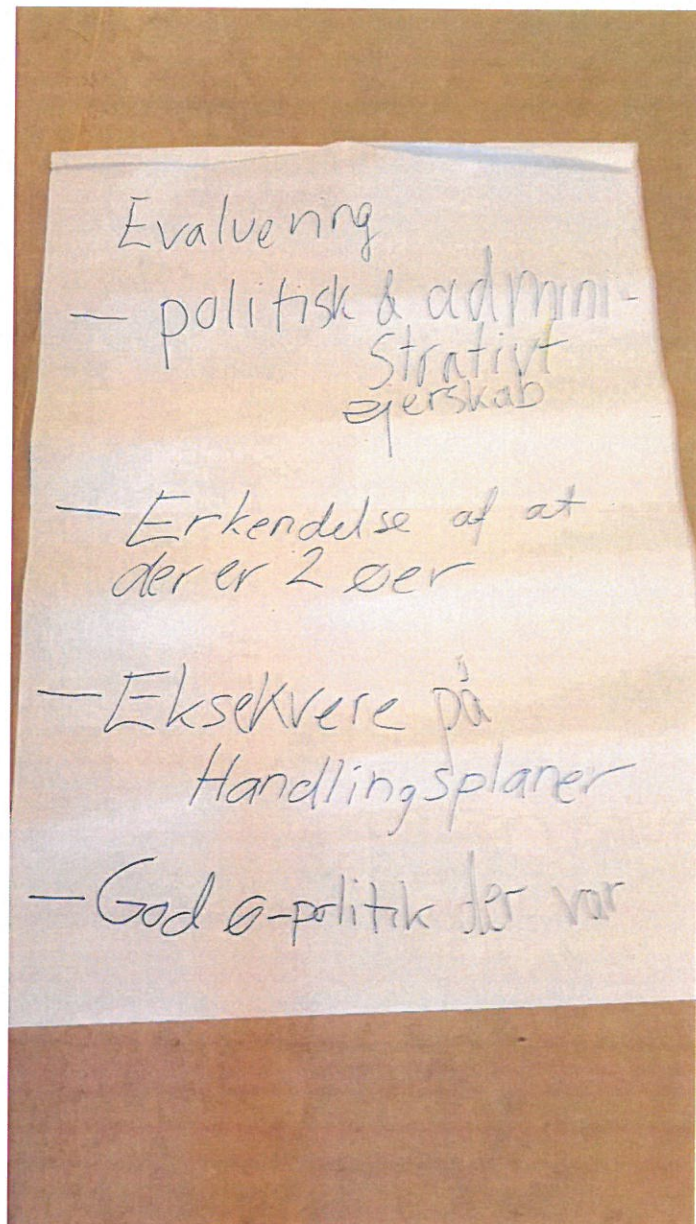 Evaluering
- politisk & admini-
strativt
ejerskab
- Erkendelse af at
der er 2 øer
- Eksekvere på
Handlingsplaner
- God ø-politik der var